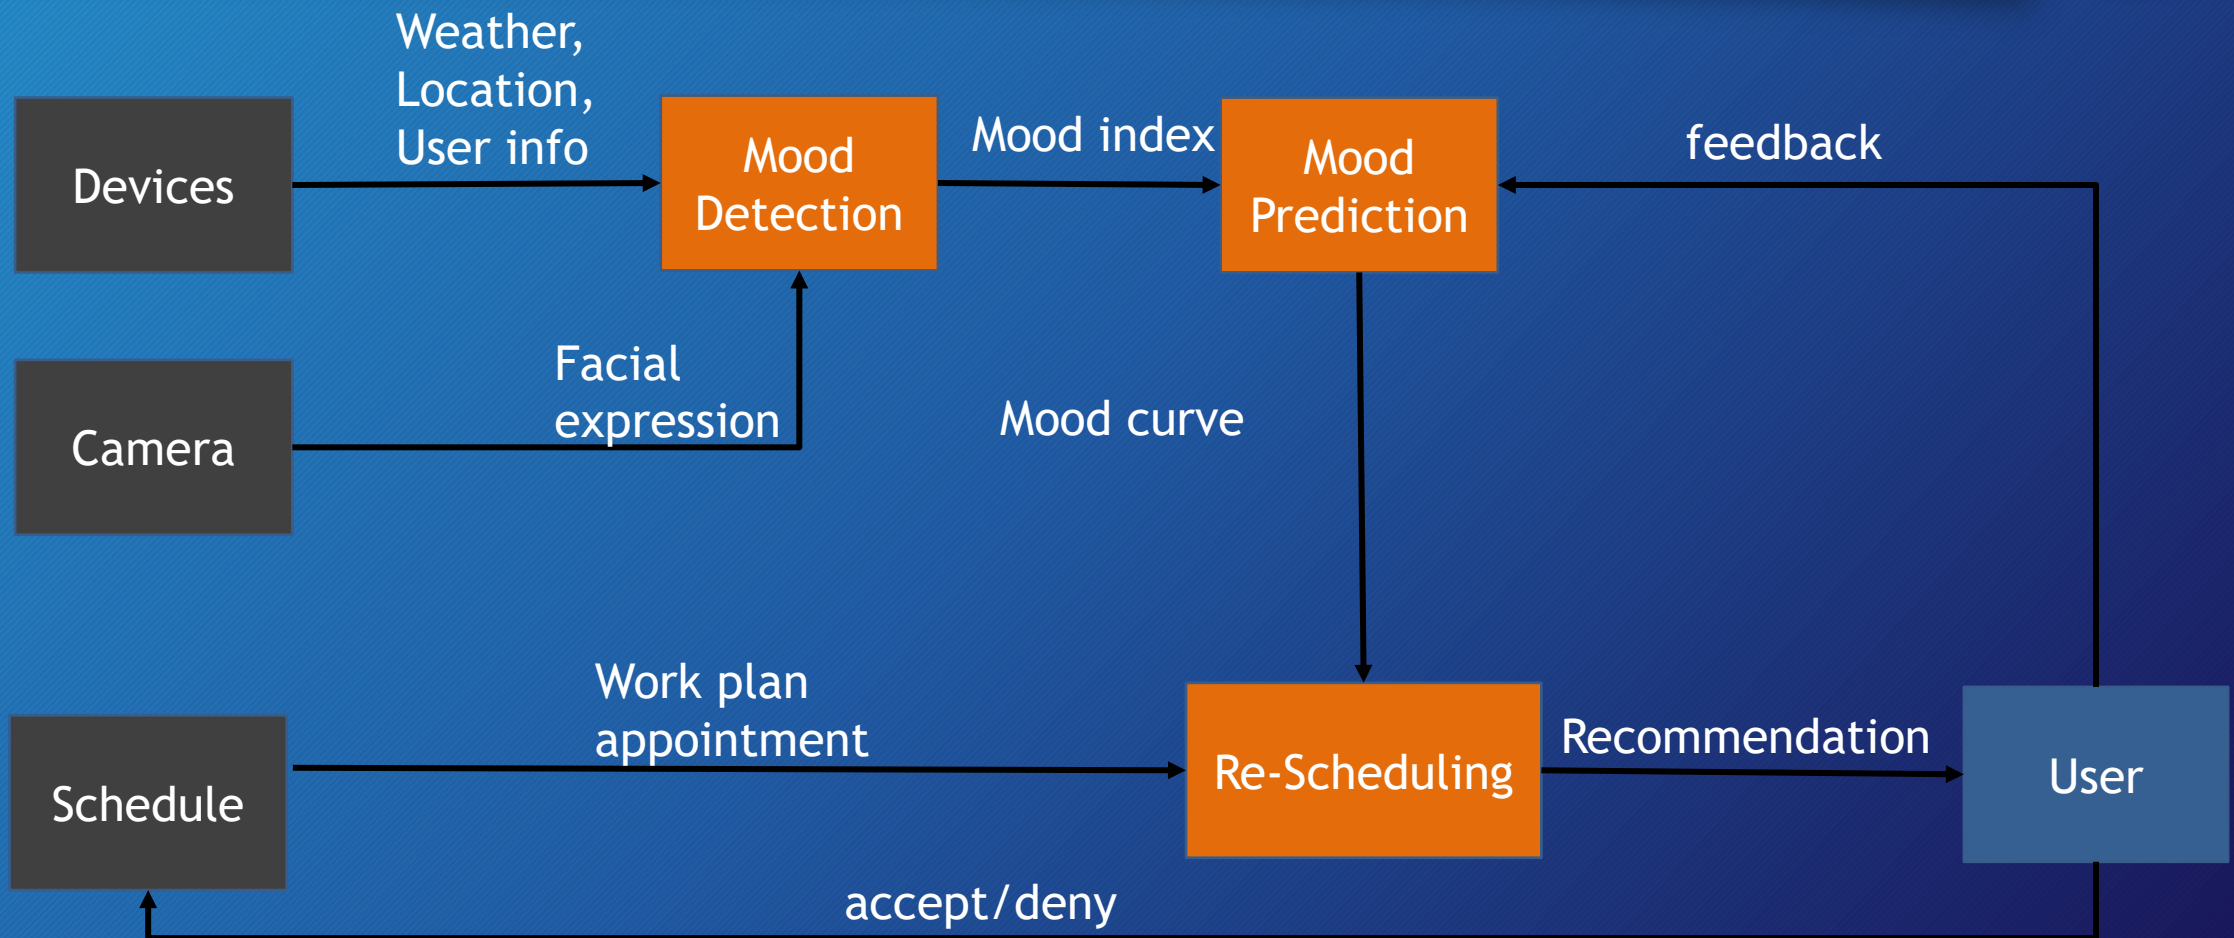 Weather,
Location,
User info
Devices
Mood
Detection
Mood index
Mood
Prediction
feedback
Camera
Facial
expression
Mood curve
Schedule
Work plan
appointment
Re-Scheduling
Recommendation
User
accept/deny